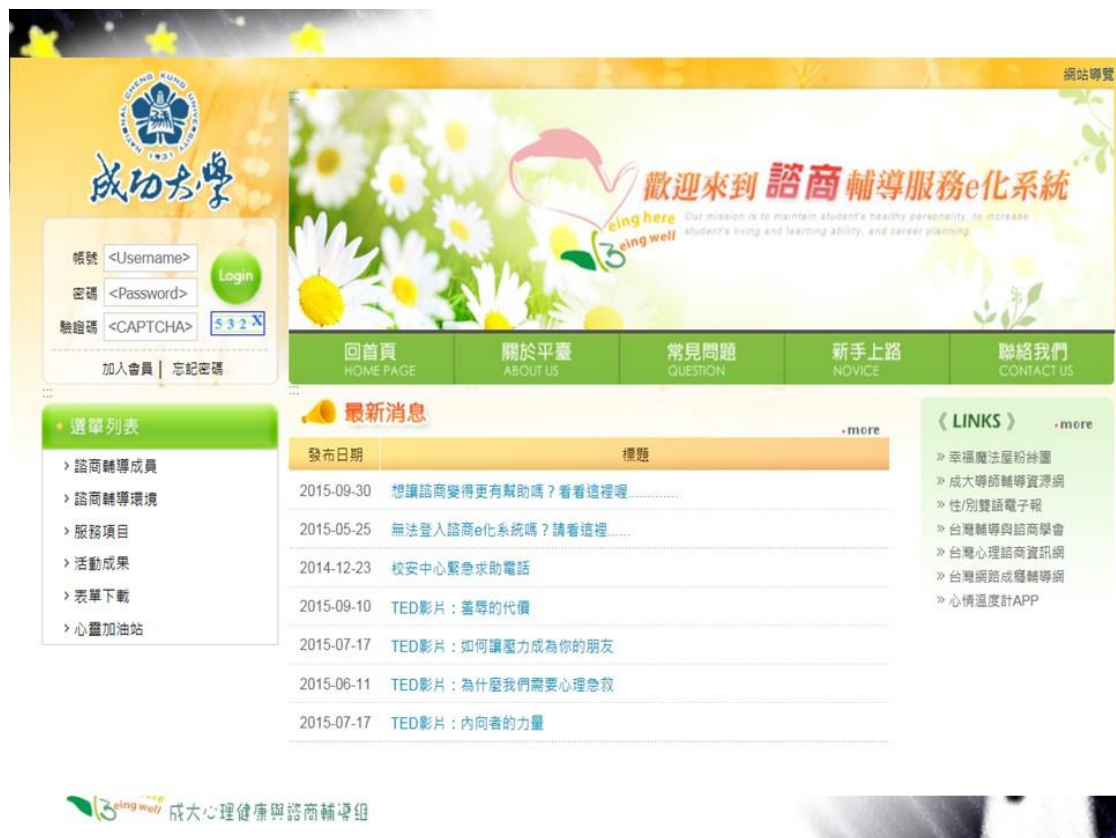 網站導覽
NATIONAL CHENG KUNG UNIVERSITY
1931
成功大學
帳號 <Username>
Login
密碼 <Password>
驗證碼 <CAPTCHA> 532X
加入會員 | 忘記密碼
歡迎來到 諮商 輔導服務e化系統
Being here
Being well
Our mission is to maintain student's healthy personality, to increase
student's living and learning ability, and career planning.
回首頁 關於平臺 常見問題 新手上路 聯絡我們
HOME PAGE ABOUT US QUESTION NOVICE CONTACT US
選單列表
諮商輔導成員
諮商輔導環境
服務項目
活動成果
表單下載
心靈加油站
最新消息
more
發布日期 標題
2015-09-30 想讓諮商變得更有幫助嗎？看看這裡喔............
2015-05-25 無法登入諮商e化系統嗎？請看這裡......
2014-12-23 校安中心緊急求助電話
2015-09-10 TED影片：羞辱的代價
2015-07-17 TED影片：如何讓壓力成為你的朋友
2015-06-11 TED影片：為什麼我們需要心理急救
2015-07-17 TED影片：內向者的力量
《 LINKS 》 more
» 幸福魔法屋粉絲團
» 成大導師輔導資源網
» 性/別雙語電子報
» 台灣輔導與諮商學會
» 台灣心理諮商資訊網
» 台灣網路成癮輔導網
» 心情溫度計APP
Being well 成大心理健康與諮商輔導組